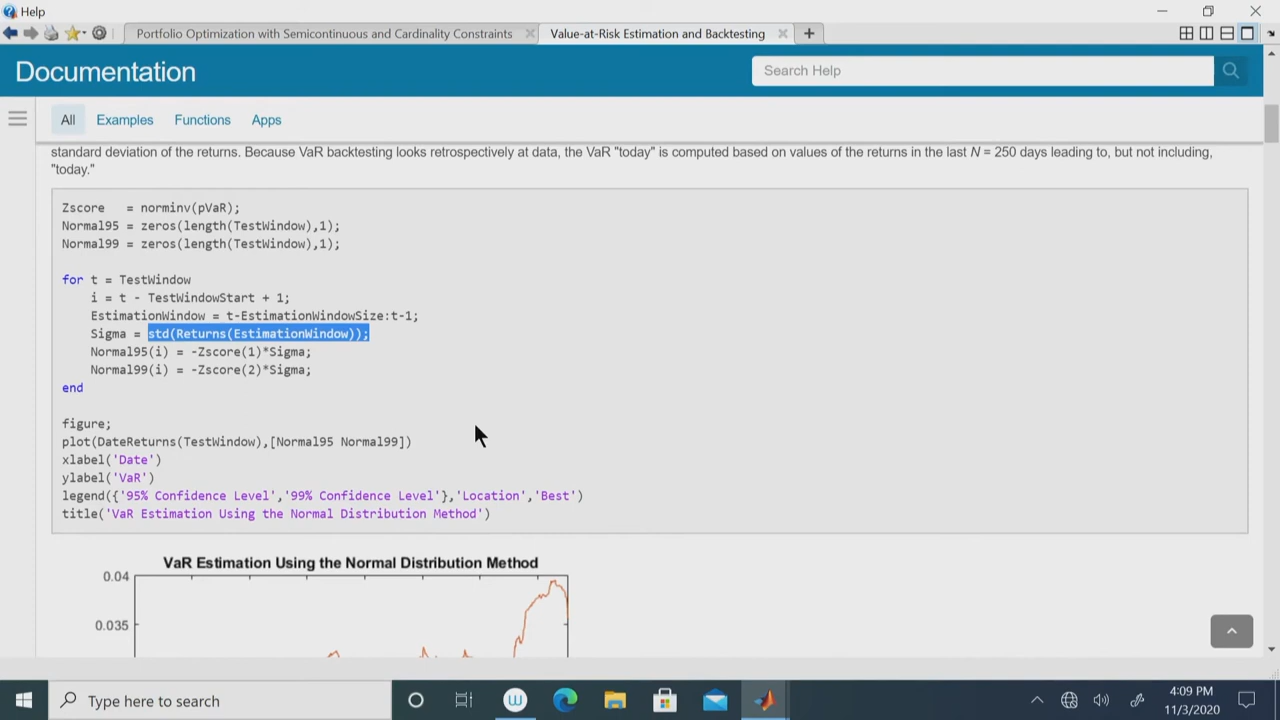 Help
Portfolio Optimization with Semicontinuous and Cardinality Constraints
Value-at-Risk Estimation and Backtesting
Documentation
Search Help
All Examples Functions Apps
standard deviation of the returns. Because VaR backtesting looks retrospectively at data, the VaR "today" is computed based on values of the returns in the last N = 250 days leading to, but not including,
"today."
Zscore   = norminv(pVaR);
Normal95 = zeros(length(TestWindow),1);
Normal99 = zeros(length(TestWindow),1);
for t = TestWindow
    i = t - TestWindowStart + 1;
    EstimationWindow = t-EstimationWindowSize:t-1;
    Sigma = std(Returns(EstimationWindow));
    Normal95(i) = -Zscore(1)*Sigma;
    Normal99(i) = -Zscore(2)*Sigma;
end
figure;
plot(DateReturns(TestWindow),[Normal95 Normal99])
xlabel('Date')
ylabel('VaR')
legend({'95% Confidence Level','99% Confidence Level'},'Location','Best')
title('VaR Estimation Using the Normal Distribution Method')
VaR Estimation Using the Normal Distribution Method
0.04
0.035
Type here to search
4:09 PM
11/3/2020